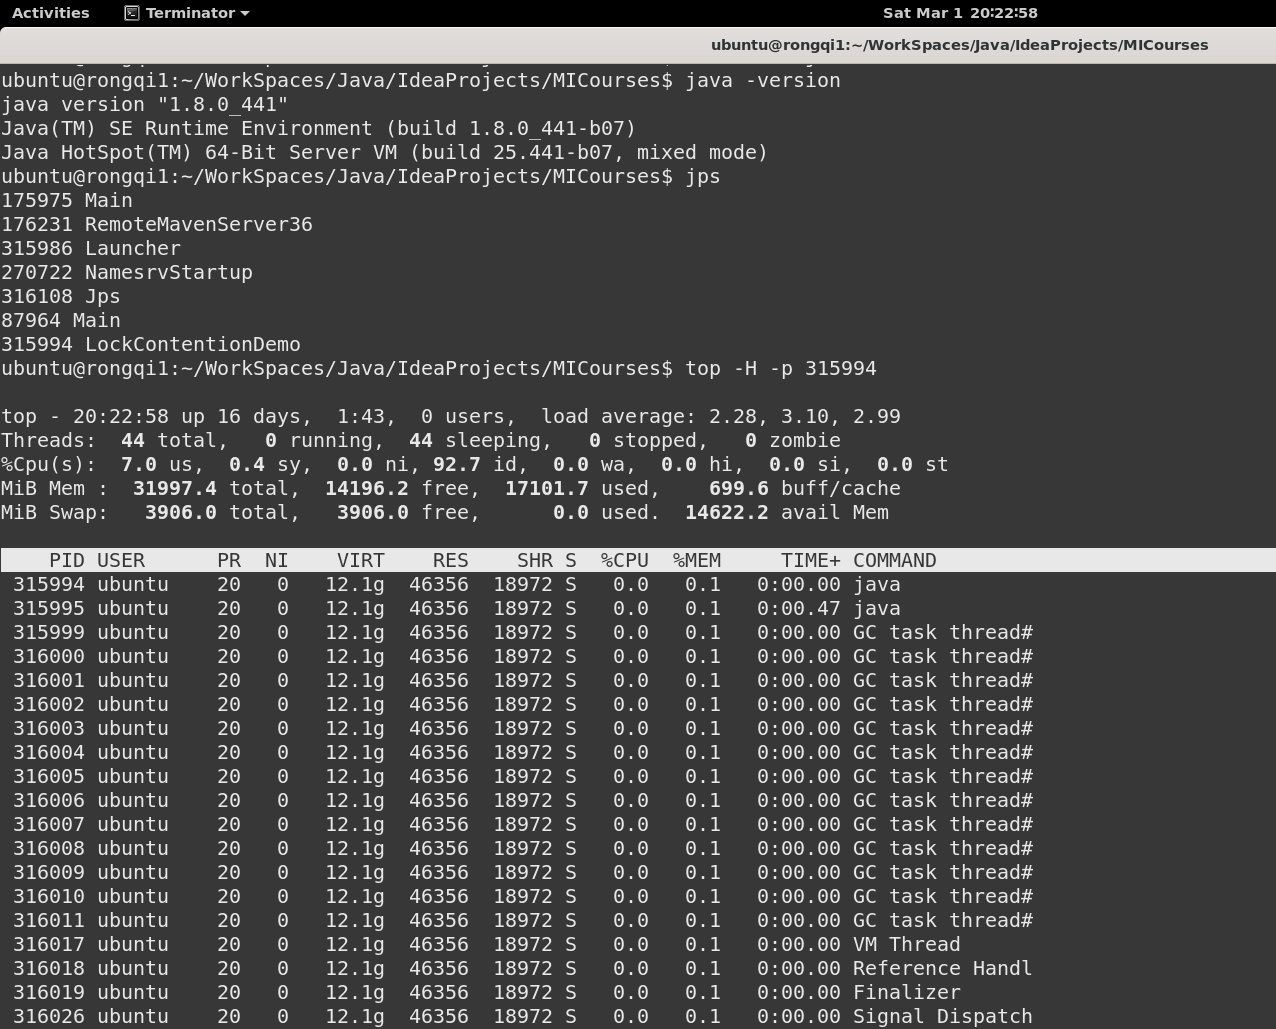 Activities Terminator Sat Mar 1 20:22:58
ubuntu@rongqi1:~/WorkSpaces/Java/IdeaProjects/MICourses
ubuntu@rongqi1:~/WorkSpaces/Java/IdeaProjects/MICourses$ java -version
java version "1.8.0_441"
Java(TM) SE Runtime Environment (build 1.8.0_441-b07)
Java HotSpot(TM) 64-Bit Server VM (build 25.441-b07, mixed mode)
ubuntu@rongqi1:~/WorkSpaces/Java/IdeaProjects/MICourses$ jps
175975 Main
176231 RemoteMavenServer36
315986 Launcher
270722 NamesrvStartup
316108 Jps
87964 Main
315994 LockContentionDemo
ubuntu@rongqi1:~/WorkSpaces/Java/IdeaProjects/MICourses$ top -H -p 315994
top - 20:22:58 up 16 days,  1:43,  0 users,  load average: 2.28, 3.10, 2.99
Threads:  44 total,   0 running,  44 sleeping,   0 stopped,   0 zombie
%Cpu(s):  7.0 us,  0.4 sy,  0.0 ni, 92.7 id,  0.0 wa,  0.0 hi,  0.0 si,  0.0 st
MiB Mem :  31997.4 total,  14196.2 free,  17101.7 used,    699.6 buff/cache
MiB Swap:   3906.0 total,   3906.0 free,      0.0 used.  14622.2 avail Mem
PID USER      PR  NI    VIRT    RES    SHR S  %CPU  %MEM     TIME+ COMMAND
315994 ubuntu    20   0   12.1g  46356  18972 S   0.0   0.1   0:00.00 java
315995 ubuntu    20   0   12.1g  46356  18972 S   0.0   0.1   0:00.47 java
315999 ubuntu    20   0   12.1g  46356  18972 S   0.0   0.1   0:00.00 GC task thread#
316000 ubuntu    20   0   12.1g  46356  18972 S   0.0   0.1   0:00.00 GC task thread#
316001 ubuntu    20   0   12.1g  46356  18972 S   0.0   0.1   0:00.00 GC task thread#
316002 ubuntu    20   0   12.1g  46356  18972 S   0.0   0.1   0:00.00 GC task thread#
316003 ubuntu    20   0   12.1g  46356  18972 S   0.0   0.1   0:00.00 GC task thread#
316004 ubuntu    20   0   12.1g  46356  18972 S   0.0   0.1   0:00.00 GC task thread#
316005 ubuntu    20   0   12.1g  46356  18972 S   0.0   0.1   0:00.00 GC task thread#
316006 ubuntu    20   0   12.1g  46356  18972 S   0.0   0.1   0:00.00 GC task thread#
316007 ubuntu    20   0   12.1g  46356  18972 S   0.0   0.1   0:00.00 GC task thread#
316008 ubuntu    20   0   12.1g  46356  18972 S   0.0   0.1   0:00.00 GC task thread#
316009 ubuntu    20   0   12.1g  46356  18972 S   0.0   0.1   0:00.00 GC task thread#
316010 ubuntu    20   0   12.1g  46356  18972 S   0.0   0.1   0:00.00 GC task thread#
316011 ubuntu    20   0   12.1g  46356  18972 S   0.0   0.1   0:00.00 GC task thread#
316017 ubuntu    20   0   12.1g  46356  18972 S   0.0   0.1   0:00.00 VM Thread
316018 ubuntu    20   0   12.1g  46356  18972 S   0.0   0.1   0:00.00 Reference Handl
316019 ubuntu    20   0   12.1g  46356  18972 S   0.0   0.1   0:00.00 Finalizer
316026 ubuntu    20   0   12.1g  46356  18972 S   0.0   0.1   0:00.00 Signal Dispatch